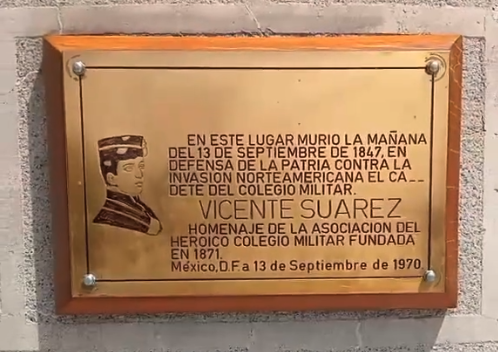 EN ESTE LUGAR MURIO LA MAÑANA
DEL 13 DE SEPTIEMBRE DE 1847, EN
DEFENSA DE LA PATRIA CONTRA LA
INVASION NORTEAMERICANA EL CA__
DETE DEL COLEGIO MILITAR.
VICENTE SUAREZ
HOMENAJE DE LA ASOCIACION DEL
HEROICO COLEGIO MILITAR FUNDADA
EN 1871.
México, D.F. a 13 de Septiembre de 1970.